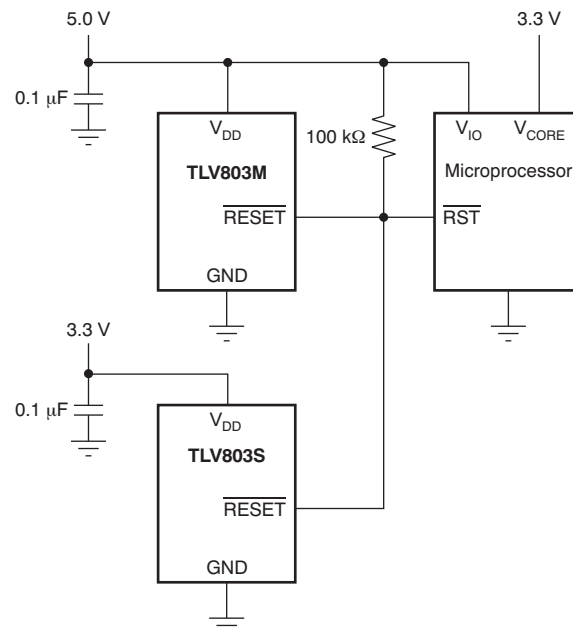 5.0 V
3.3 V
0.1 μF
V_DD
100 kΩ
V_IO
V_CORE
TLV803M
Microprocessor
RESET
RST
GND
3.3 V
0.1 μF
V_DD
TLV803S
RESET
GND